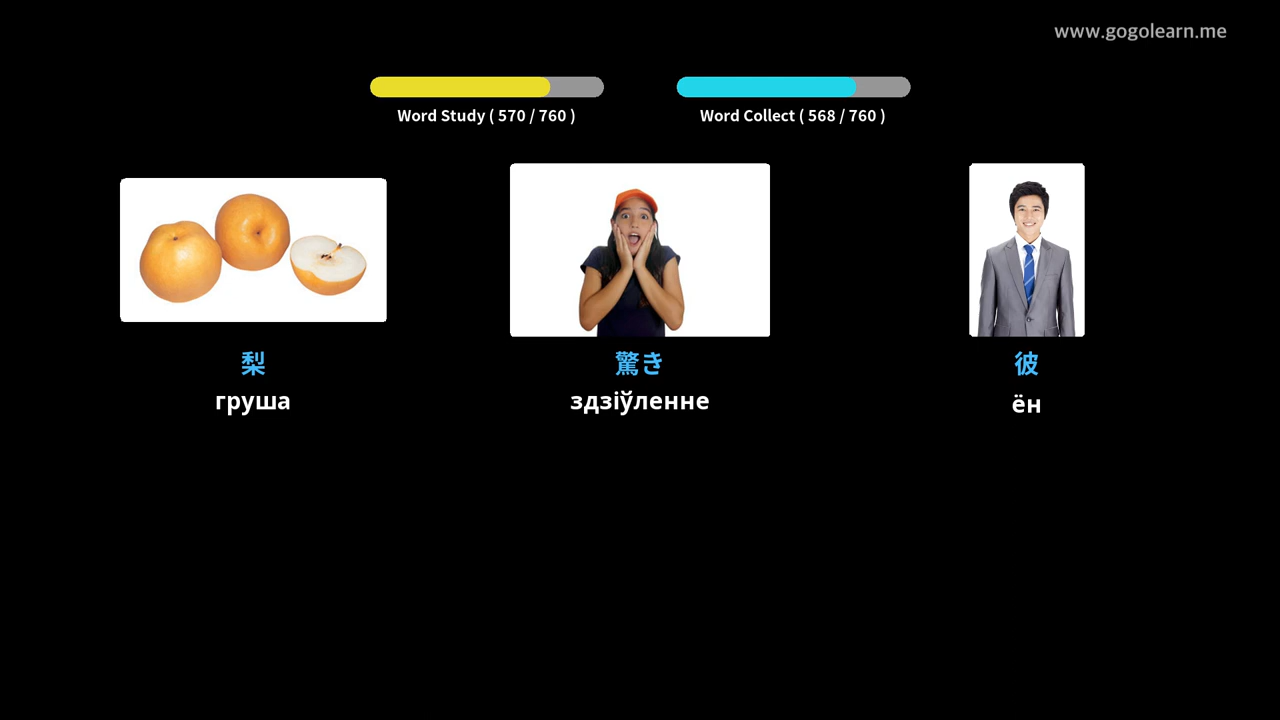 www.gogolearn.me
Word Study ( 570 / 760 )
Word Collect ( 568 / 760 )
梨
груша
驚き
здзіўленне
彼
ён